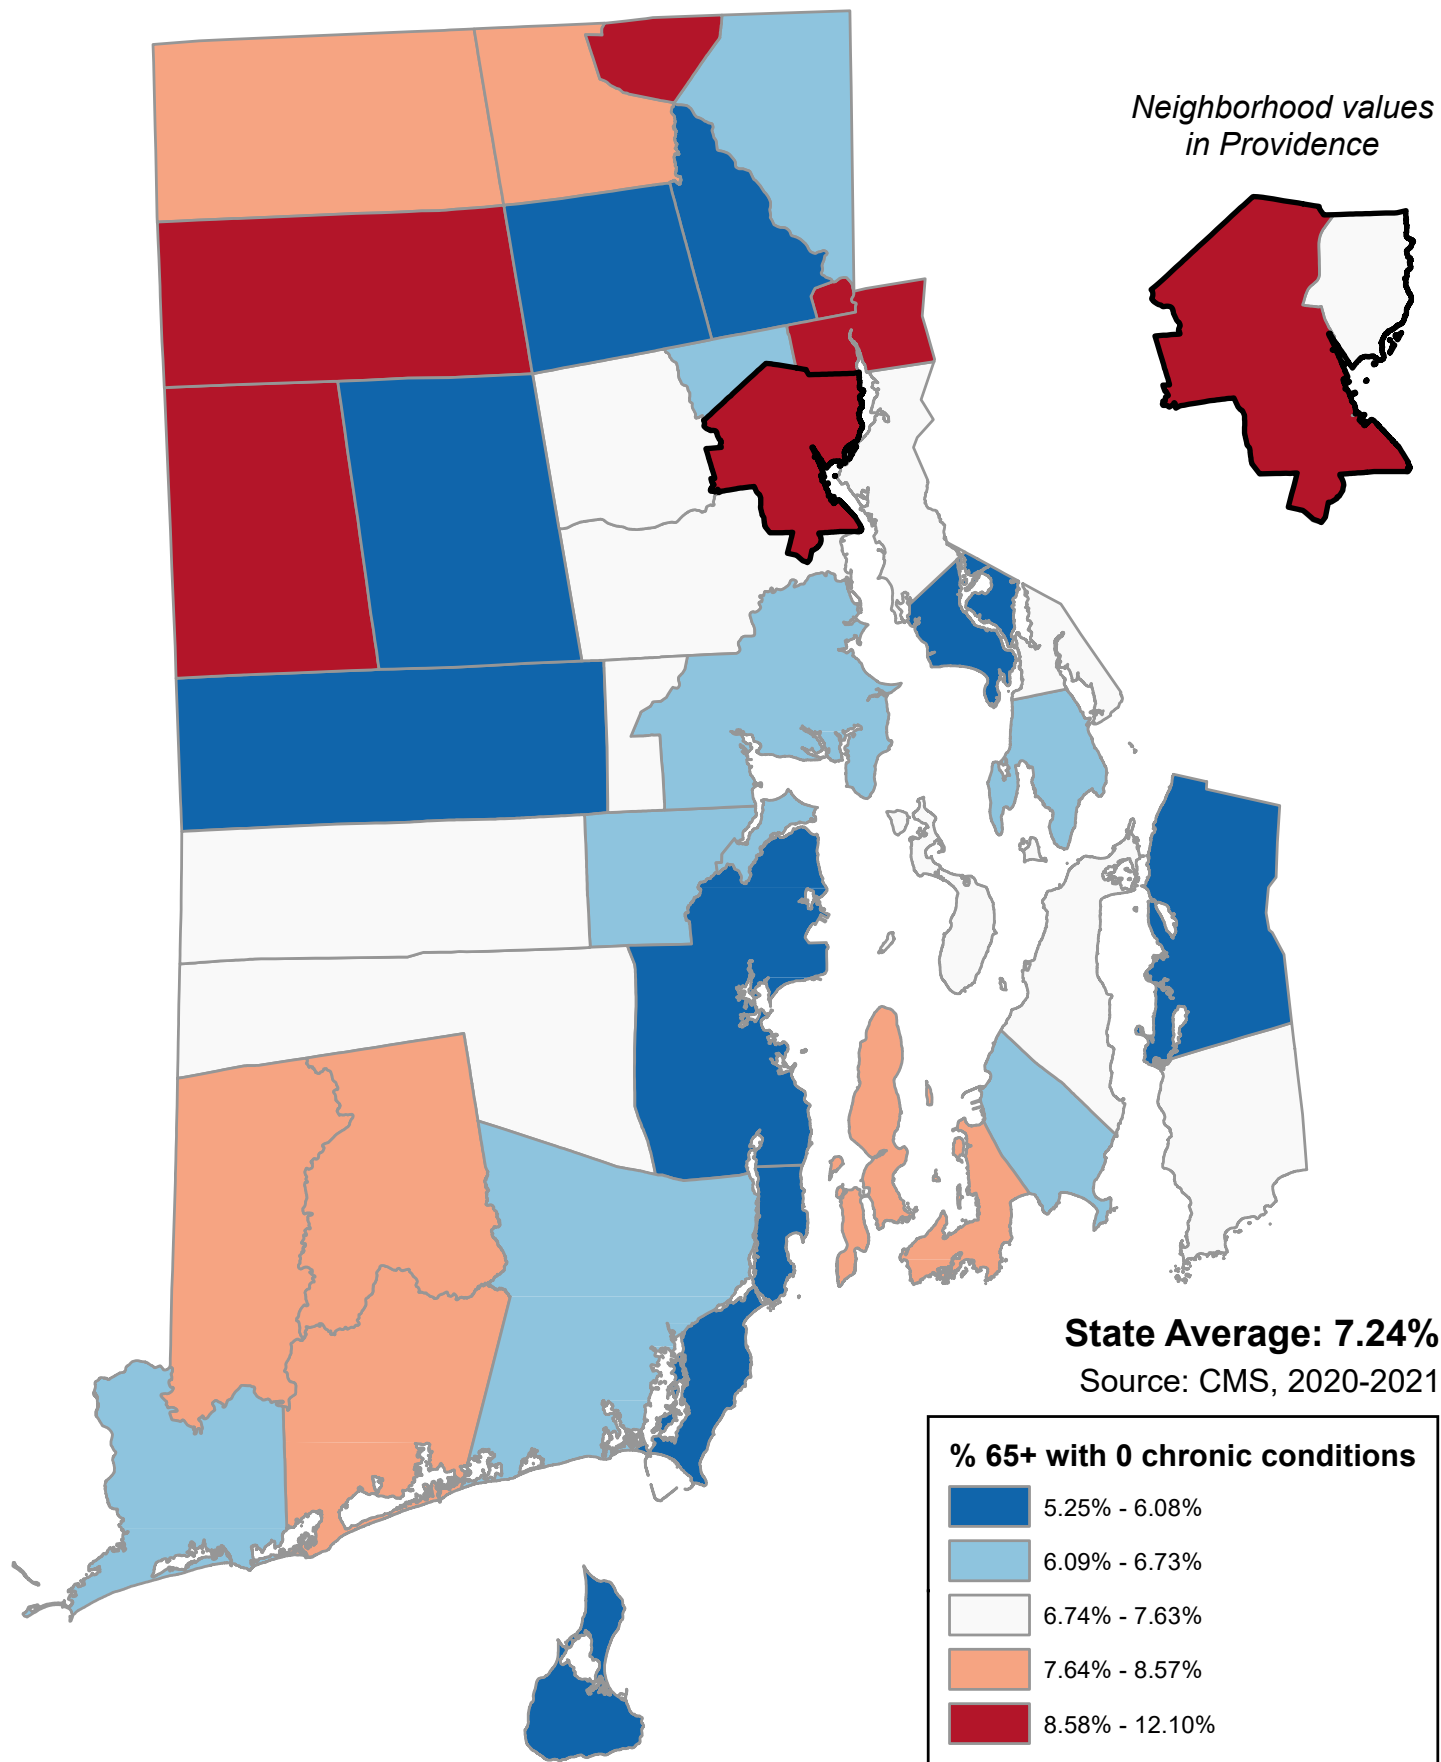 Neighborhood values
in Providence
State Average: 7.24%
Source: CMS, 2020-2021
% 65+ with 0 chronic conditions
5.25% - 6.08%
6.09% - 6.73%
6.74% - 7.63%
7.64% - 8.57%
8.58% - 12.10%